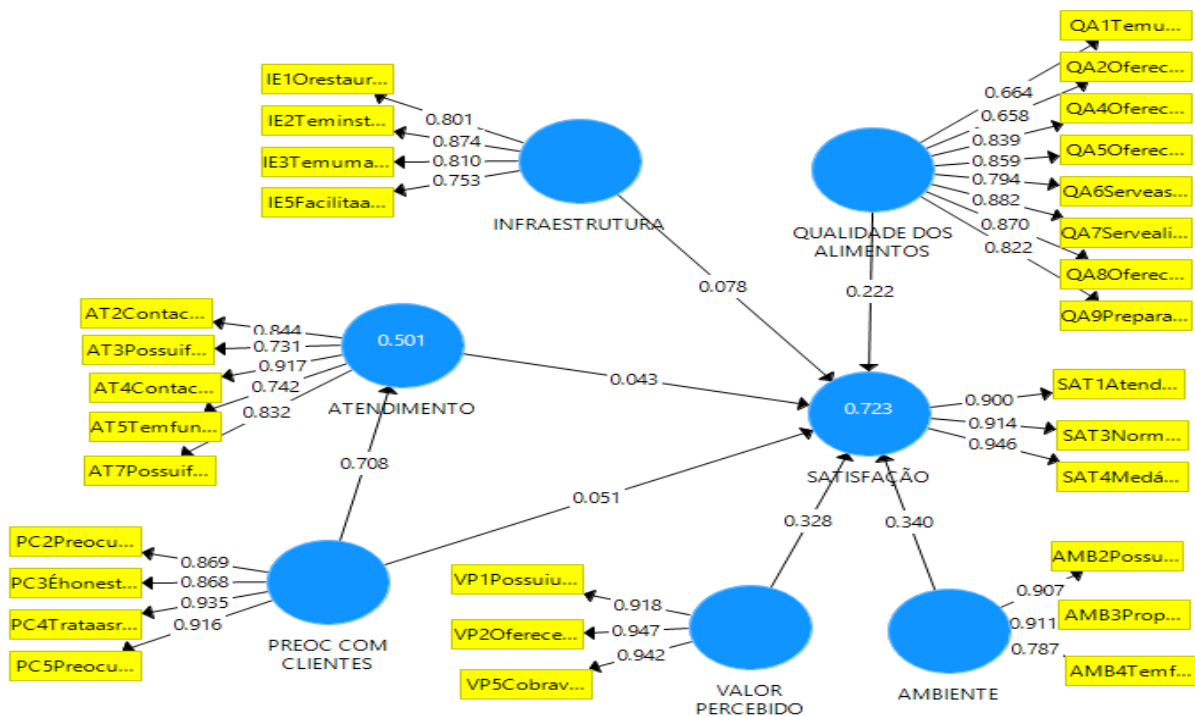 IE1Orestaur...
IE2Teminst...
IE3Temuma...
IE5Facilitaa...
0.801
0.874
0.810
0.753
INFRAESTRUTURA
QA1Temu...
QA2Oferec...
QA4Oferec...
QA5Oferec...
QA6Serveas...
QA7Serveali...
QA8Oferec...
QA9Prepara...
0.664
0.658
0.839
0.859
0.794
0.882
0.870
0.822
QUALIDADE DOS
ALIMENTOS
0.078
0.222
AT2Contac...
AT3Possuif...
AT4Contac...
AT5Temfun...
AT7Possuif...
0.844
0.731
0.917
0.742
0.832
0.501
ATENDIMENTO
0.043
0.723
SATISFAÇÃO
0.900
0.914
0.946
SAT1Atend...
SAT3Norm...
SAT4Medá...
0.708
0.051
0.328
0.340
PC2Preocu...
PC3Éhonest...
PC4Trataasr...
PC5Preocu...
0.869
0.868
0.935
0.916
PREOC COM
CLIENTES
VP1Possuiu...
VP2Oferece...
VP5Cobrav...
0.918
0.947
0.942
VALOR
PERCEBIDO
AMBIENTE
0.907
0.911
0.787
AMB2Possu...
AMB3Prop...
AMB4Temf...